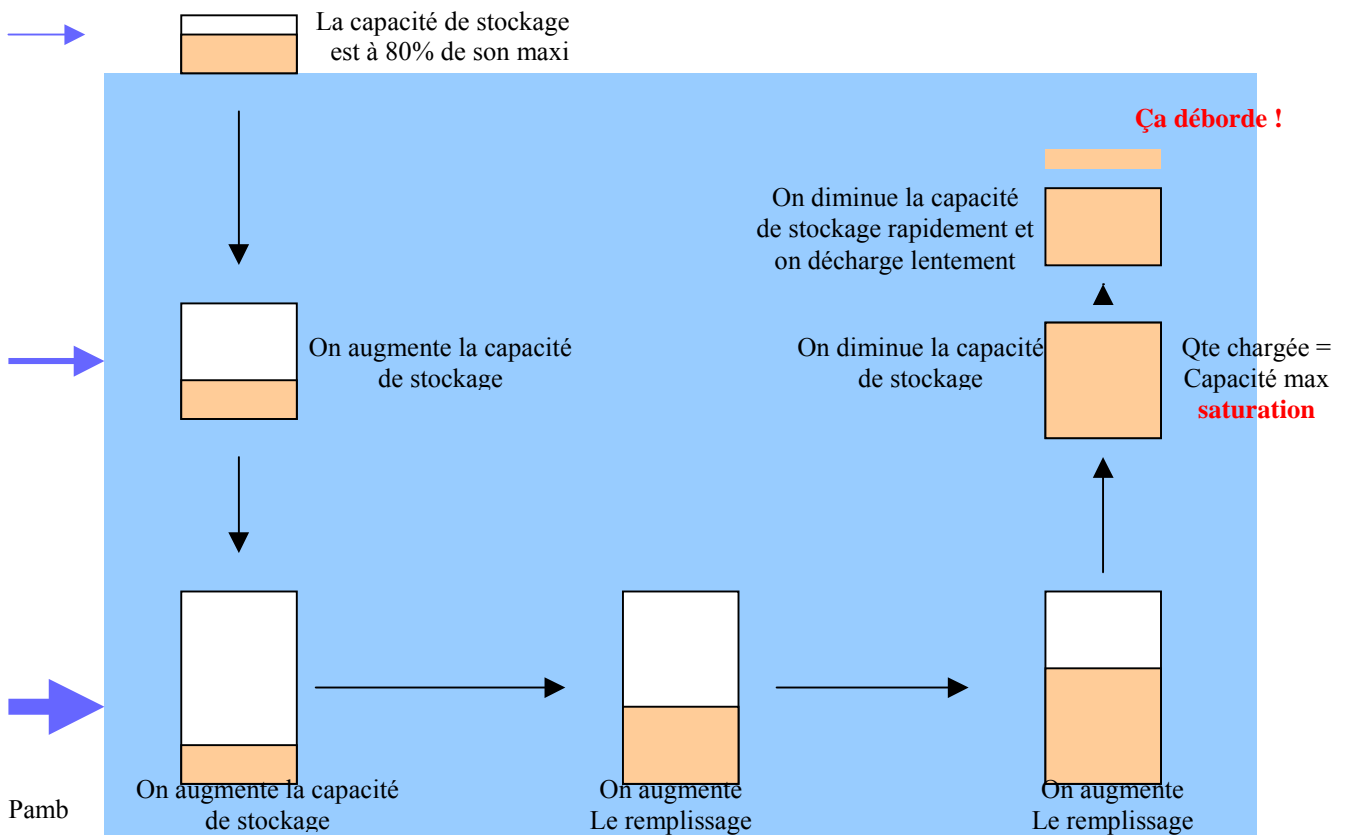 La capacité de stockage
est à 80% de son maxi
Ça déborde !
On diminue la capacité
de stockage rapidement et
on décharge lentement
On augmente la capacité
de stockage
On diminue la capacité
de stockage
Qte chargée =
Capacité max
saturation
Pamb
On augmente la capacité
de stockage
On augmente
Le remplissage
On augmente
Le remplissage